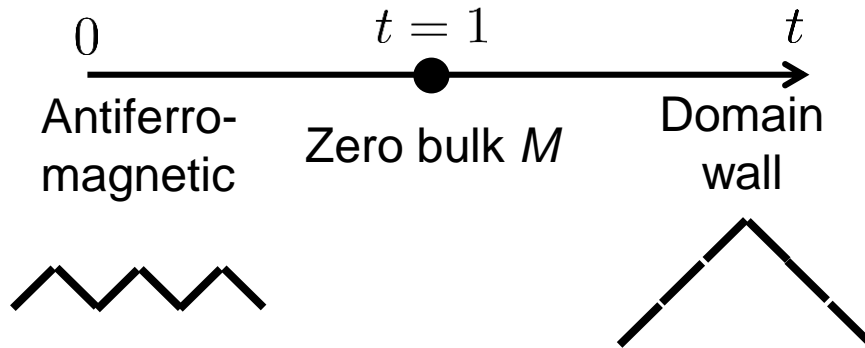 0 t = 1 t
Antiferro-
magnetic
Zero bulk M
Domain
wall